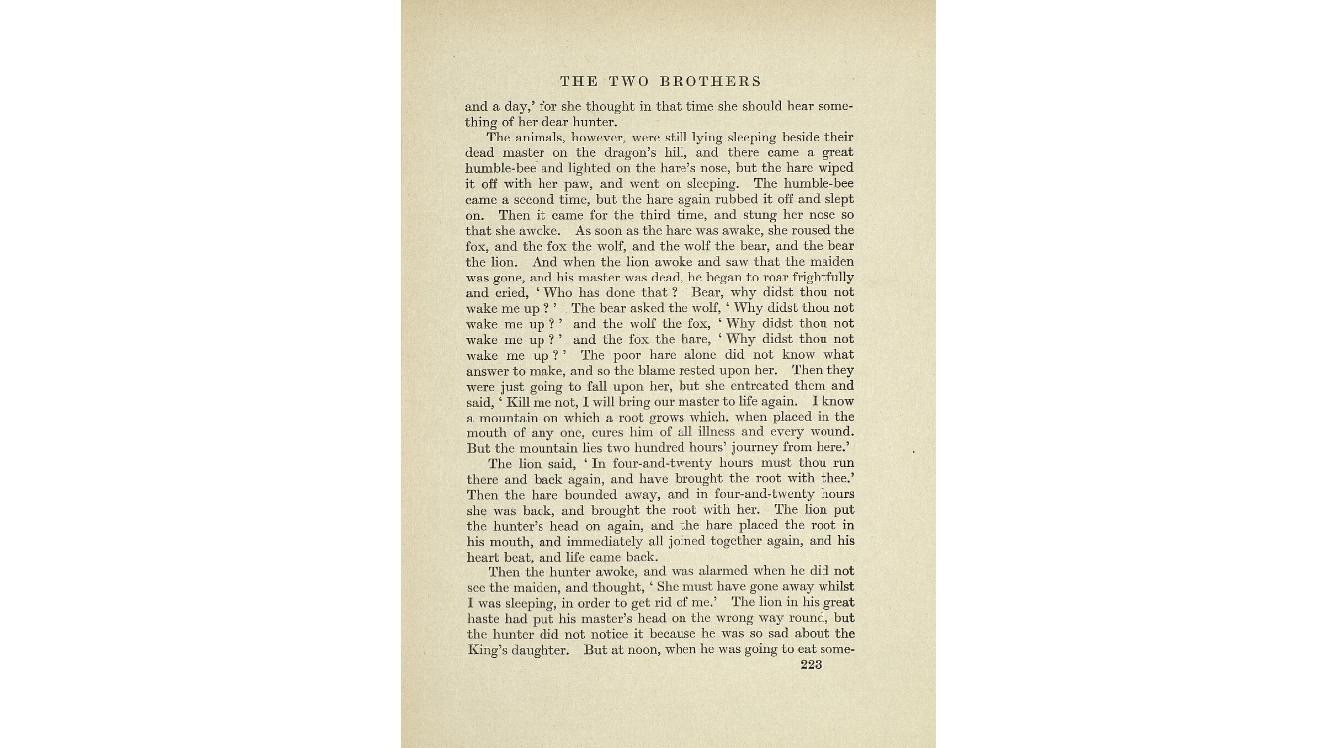 THE TWO BROTHERS
and a day,’ for she thought in that time she should hear some-
thing of her dear hunter.
The animals, however, were still lying sleeping beside their
dead master on the dragon’s hill, and there came a great
humble-bee and lighted on the hare’s nose, but the hare wiped
it off with her paw, and went on sleeping. The humble-bee
came a second time, but the hare again rubbed it off and slept
on. Then it came for the third time, and stung her nose so
that she awoke. As soon as the hare was awake, she roused the
fox, and the fox the wolf, and the wolf the bear, and the bear
the lion. And when the lion awoke and saw that the maiden
was gone, and his master was dead, he began to roar frightfully
and cried, ‘ Who has done that ? Bear, why didst thou not
wake me up ? ’ The bear asked the wolf, ‘ Why didst thou not
wake me up ? ’ and the wolf the fox, ‘ Why didst thou not
wake me up ? ’ and the fox the hare, ‘ Why didst thou not
wake me up ? ’ The poor hare alone did not know what
answer to make, and so the blame rested upon her. Then they
were just going to fall upon her, but she entreated them and
said, ‘ Kill me not, I will bring our master to life again. I know
a mountain on which a root grows which, when placed in the
mouth of any one, cures him of all illness and every wound.
But the mountain lies two hundred hours’ journey from here.’
The lion said, ‘ In four-and-twenty hours must thou run
there and back again, and have brought the root with thee.’
Then the hare bounded away, and in four-and-twenty hours
she was back, and brought the root with her. The lion put
the hunter’s head on again, and the hare placed the root in
his mouth, and immediately all joined together again, and his
heart beat, and life came back.
Then the hunter awoke, and was alarmed when he did not
see the maiden, and thought, ‘ She must have gone away whilst
I was sleeping, in order to get rid of me.’ The lion in his great
haste had put his master’s head on the wrong way round, but
the hunter did not notice it because he was so sad about the
King’s daughter. But at noon, when he was going to eat some-
223